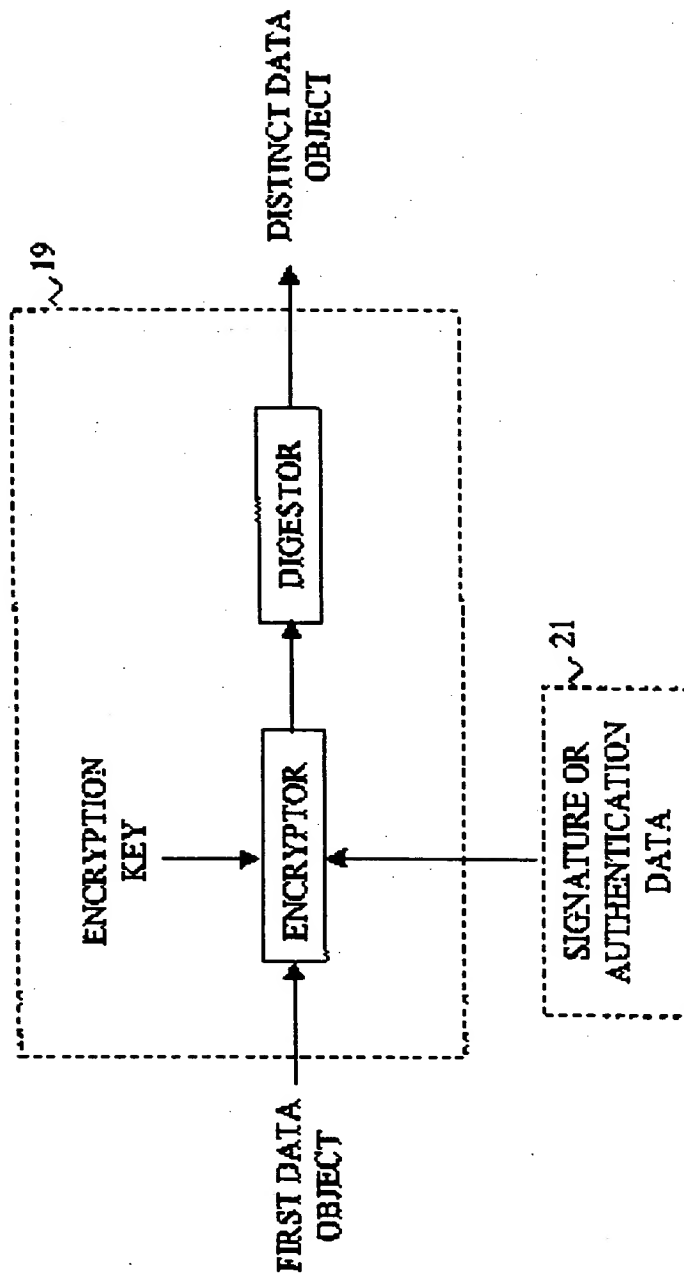 19
ENCRYPTION
KEY
FIRST DATA
OBJECT
ENCRYPTOR
DIGESTOR
DISTINCT DATA
OBJECT
21
SIGNATURE OR
AUTHENTICATION
DATA